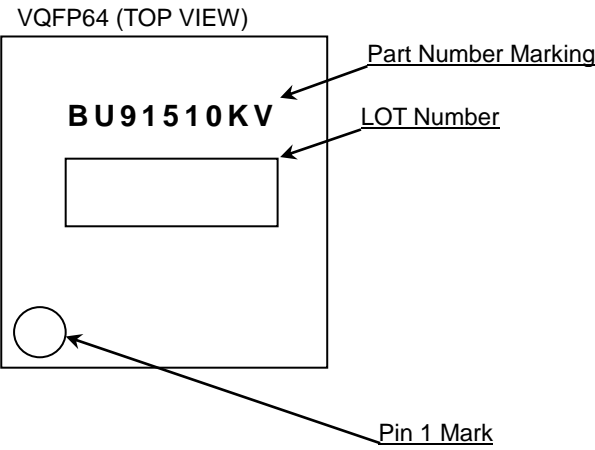 VQFP64 (TOP VIEW)
Part Number Marking
BU91510KV
LOT Number
Pin 1 Mark